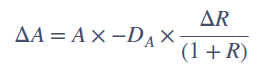 ΔA = A × −D_A × ΔR / (1 + R)